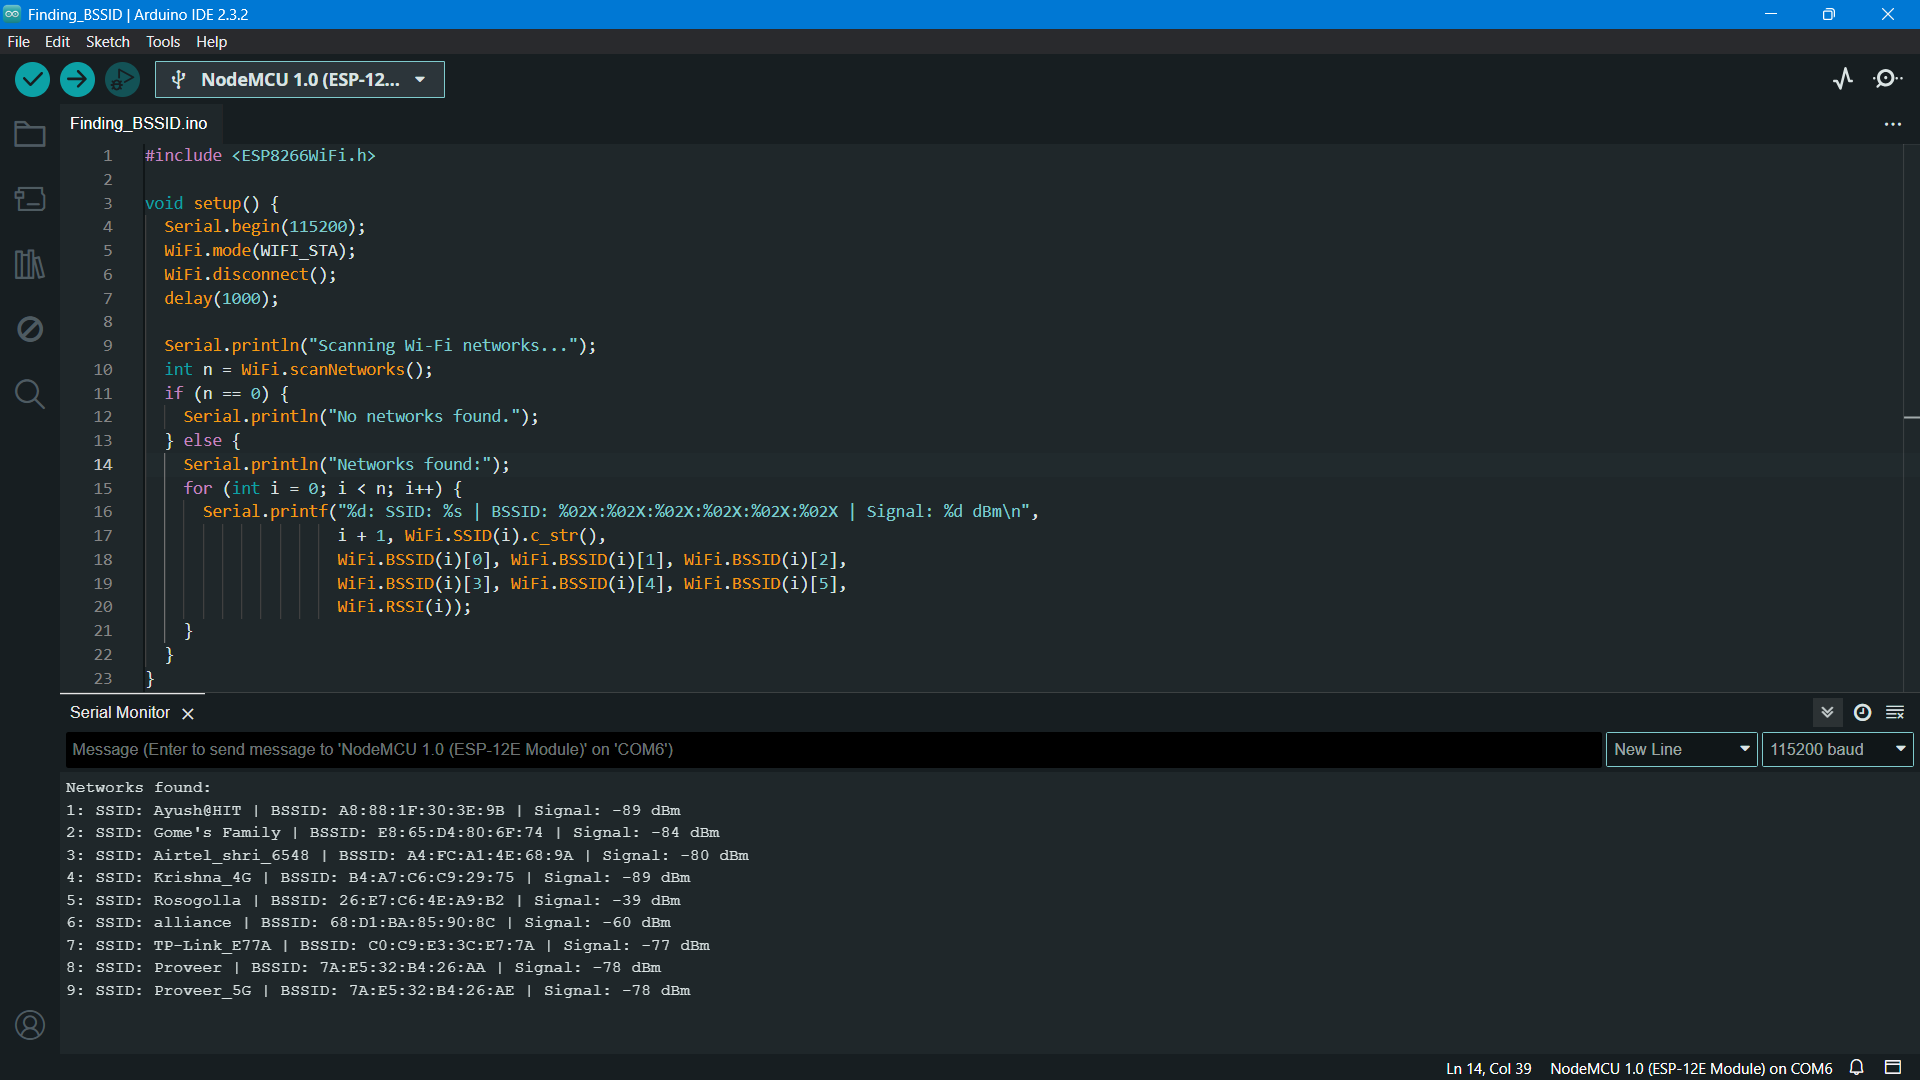 Finding_BSSID | Arduino IDE 2.3.2
File Edit Sketch Tools Help
NodeMCU 1.0 (ESP-12...
Finding_BSSID.ino
1 #include <ESP8266WiFi.h>
2
3 void setup() {
4 Serial.begin(115200);
5 WiFi.mode(WIFI_STA);
6 WiFi.disconnect();
7 delay(1000);
8
9 Serial.println("Scanning Wi-Fi networks...");
10 int n = WiFi.scanNetworks();
11 if (n == 0) {
12 Serial.println("No networks found.");
13 } else {
14 Serial.println("Networks found:");
15 for (int i = 0; i < n; i++) {
16 Serial.printf("%d: SSID: %s | BSSID: %02X:%02X:%02X:%02X:%02X:%02X | Signal: %d dBm\n",
17 i + 1, WiFi.SSID(i).c_str(),
18 WiFi.BSSID(i)[0], WiFi.BSSID(i)[1], WiFi.BSSID(i)[2],
19 WiFi.BSSID(i)[3], WiFi.BSSID(i)[4], WiFi.BSSID(i)[5],
20 WiFi.RSSI(i));
21 }
22 }
23 }
Serial Monitor
Message (Enter to send message to 'NodeMCU 1.0 (ESP-12E Module)' on 'COM6') New Line 115200 baud
Networks found:
1: SSID: Ayush@HIT | BSSID: A8:88:1F:30:3E:9B | Signal: -89 dBm
2: SSID: Gome's Family | BSSID: E8:65:D4:80:6F:74 | Signal: -84 dBm
3: SSID: Airtel_shri_6548 | BSSID: A4:FC:A1:4E:68:9A | Signal: -80 dBm
4: SSID: Krishna_4G | BSSID: B4:A7:C6:C9:29:75 | Signal: -89 dBm
5: SSID: Rosogolla | BSSID: 26:E7:C6:4E:A9:B2 | Signal: -39 dBm
6: SSID: alliance | BSSID: 68:D1:BA:85:90:8C | Signal: -60 dBm
7: SSID: TP-Link_E77A | BSSID: C0:C9:E3:3C:E7:7A | Signal: -77 dBm
8: SSID: Proveer | BSSID: 7A:E5:32:B4:26:AA | Signal: -78 dBm
9: SSID: Proveer_5G | BSSID: 7A:E5:32:B4:26:AE | Signal: -78 dBm
Ln 14, Col 39 NodeMCU 1.0 (ESP-12E Module) on COM6